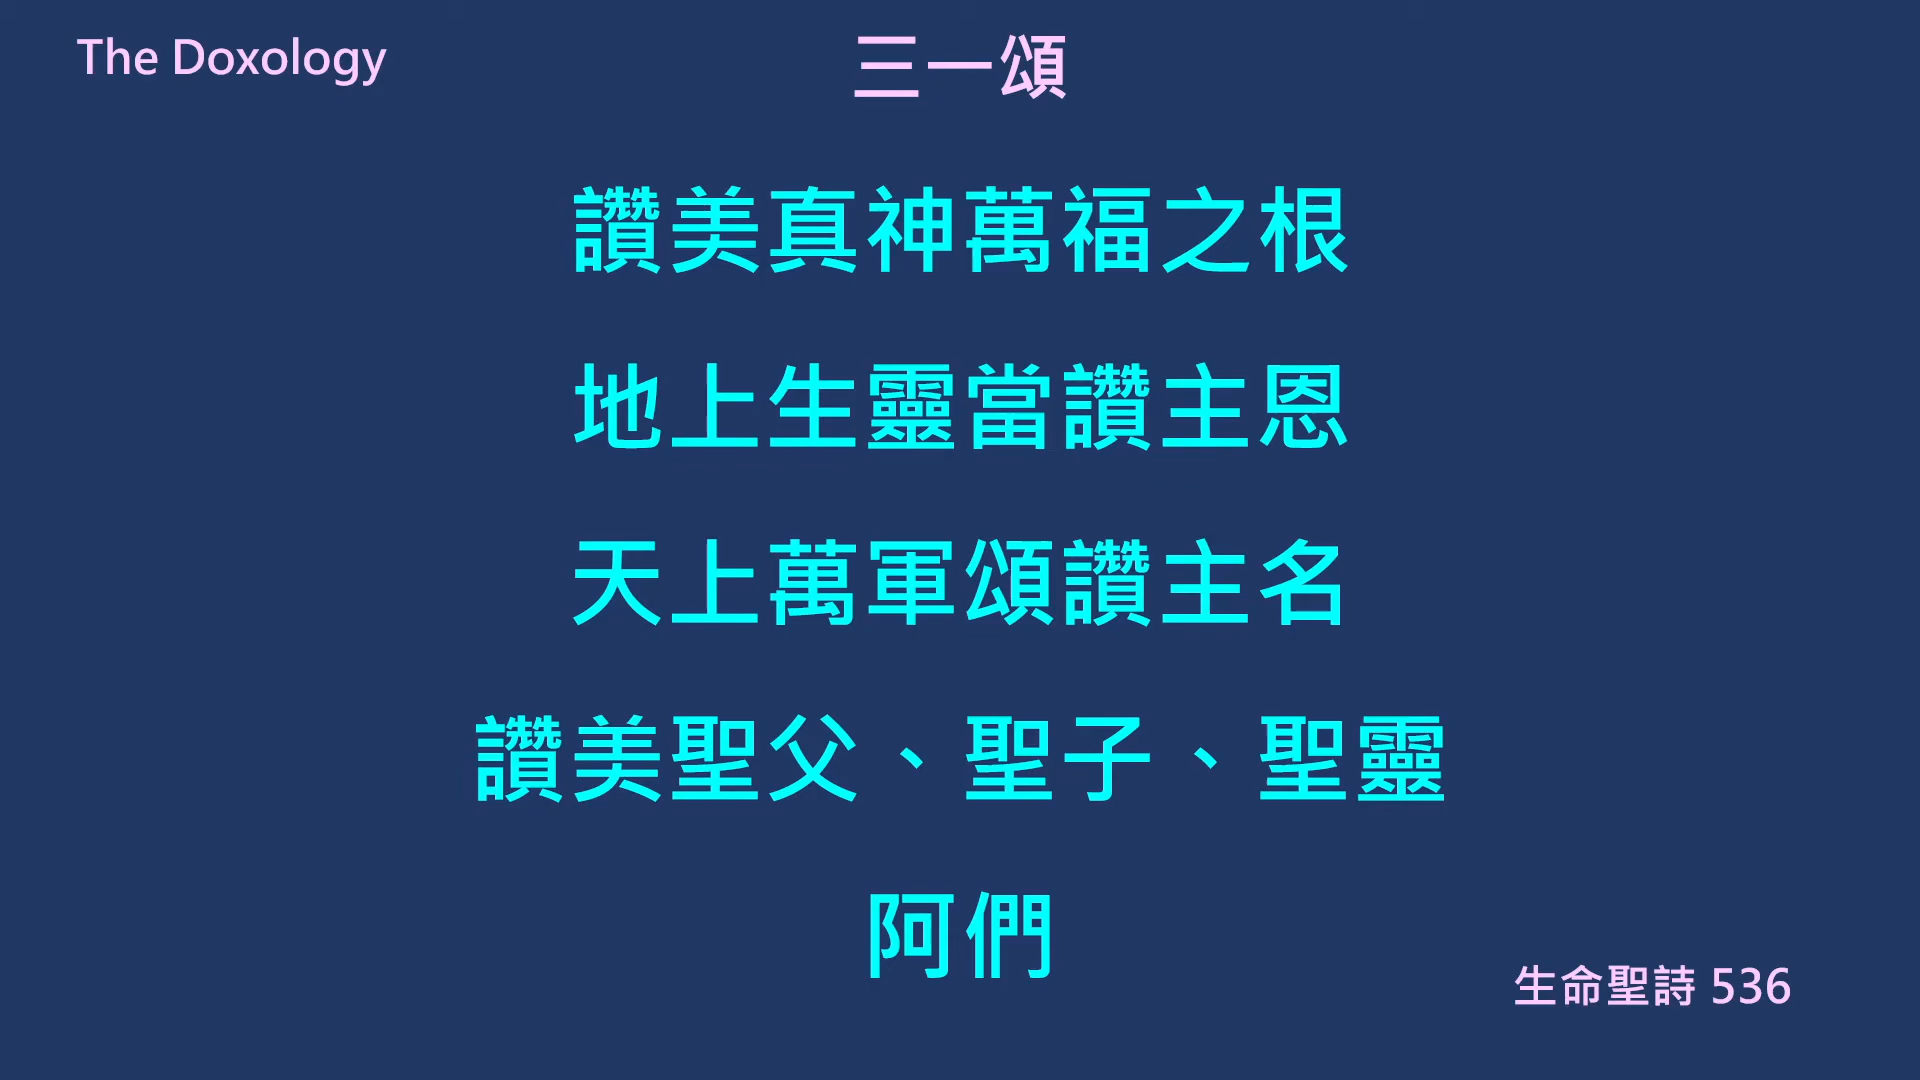 The Doxology
三一頌
讚美真神萬福之根
地上生靈當讚主恩
天上萬軍頌讚主名
讚美聖父、聖子、聖靈
阿們
生命聖詩 536